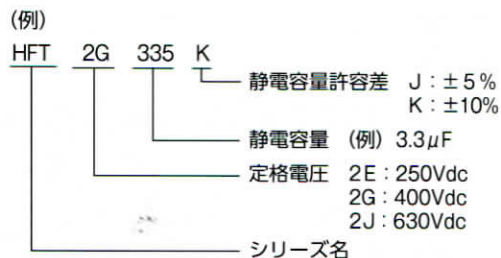 (例)
HFT 2G 335 K
静電容量許容差 J：±5%
K：±10%
静電容量 (例) 3.3μF
定格電圧 2E：250Vdc
2G：400Vdc
2J：630Vdc
シリーズ名